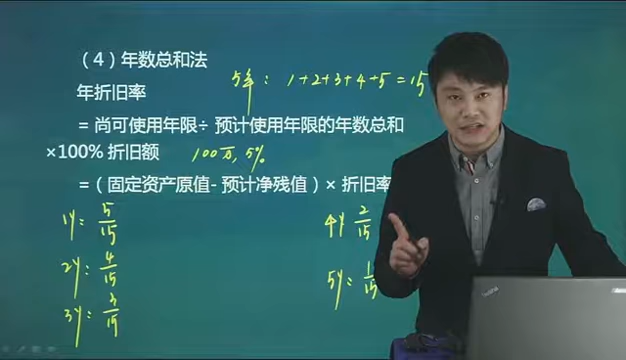 （4）年数总和法
5年： 1+2+3+4+5=15
年折旧率
=尚可使用年限÷ 预计使用年限的年数总和
×100% 折旧额
100万, 5%
=（固定资产原值- 预计净残值）× 折旧率
1y= 5/15
4y 2/15
2y: 4/15
5y= 1/15
3y: 3/15
ThinkPad